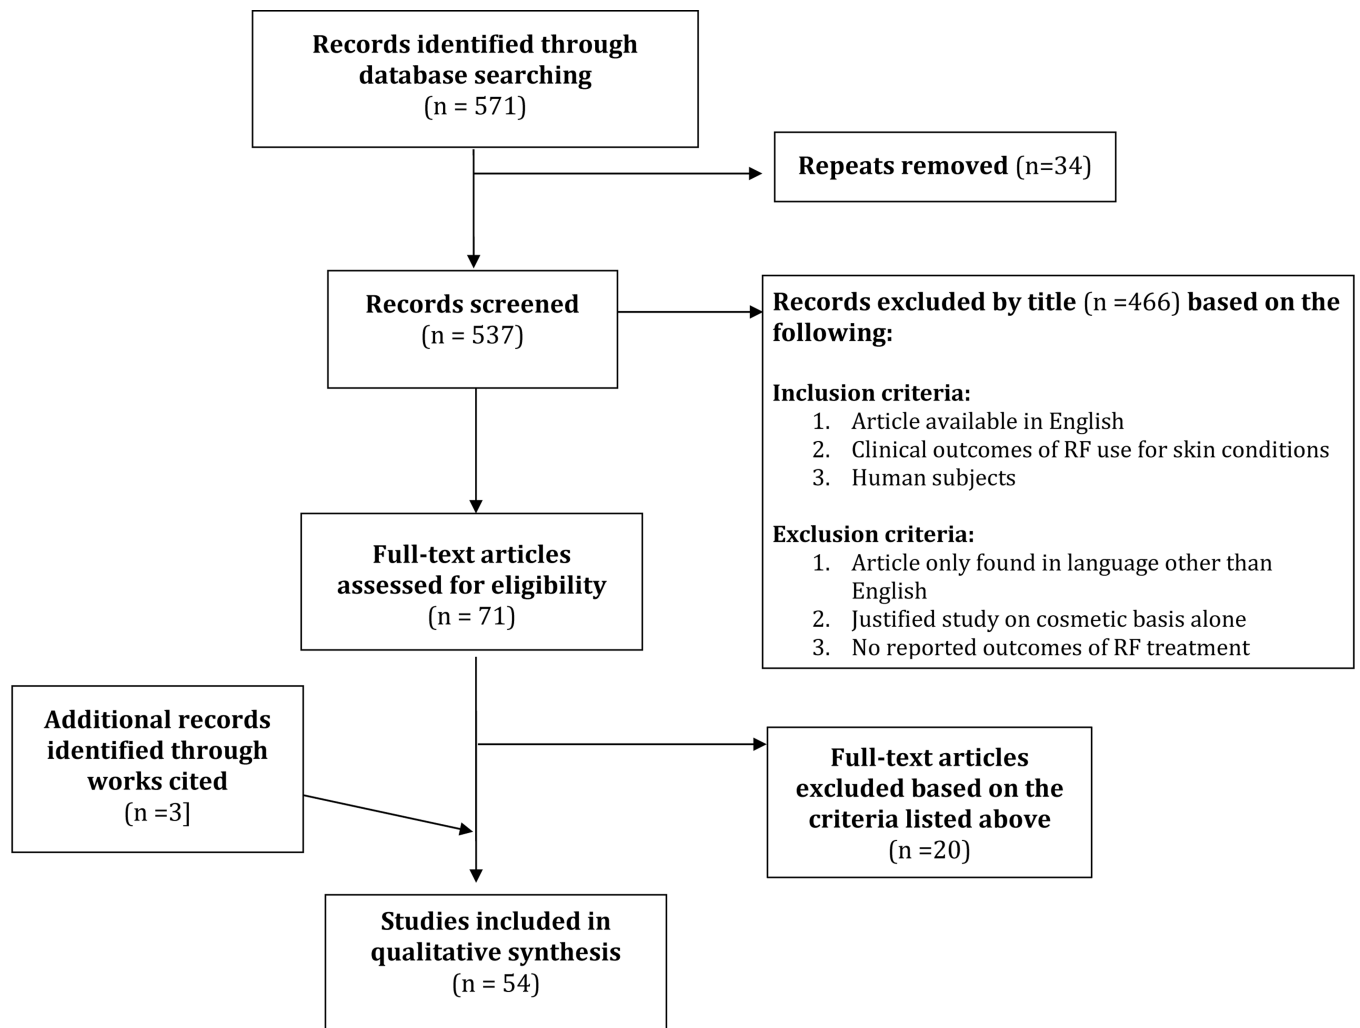 Records identified through
database searching
(n = 571)
Repeats removed (n=34)
Records screened
(n = 537)
Records excluded by title (n =466) based on the
following:
Inclusion criteria:
1. Article available in English
2. Clinical outcomes of RF use for skin conditions
3. Human subjects
Exclusion criteria:
1. Article only found in language other than
English
2. Justified study on cosmetic basis alone
3. No reported outcomes of RF treatment
Full-text articles
assessed for eligibility
(n = 71)
Additional records
identified through
works cited
(n =3]
Full-text articles
excluded based on the
criteria listed above
(n =20)
Studies included in
qualitative synthesis
(n = 54)